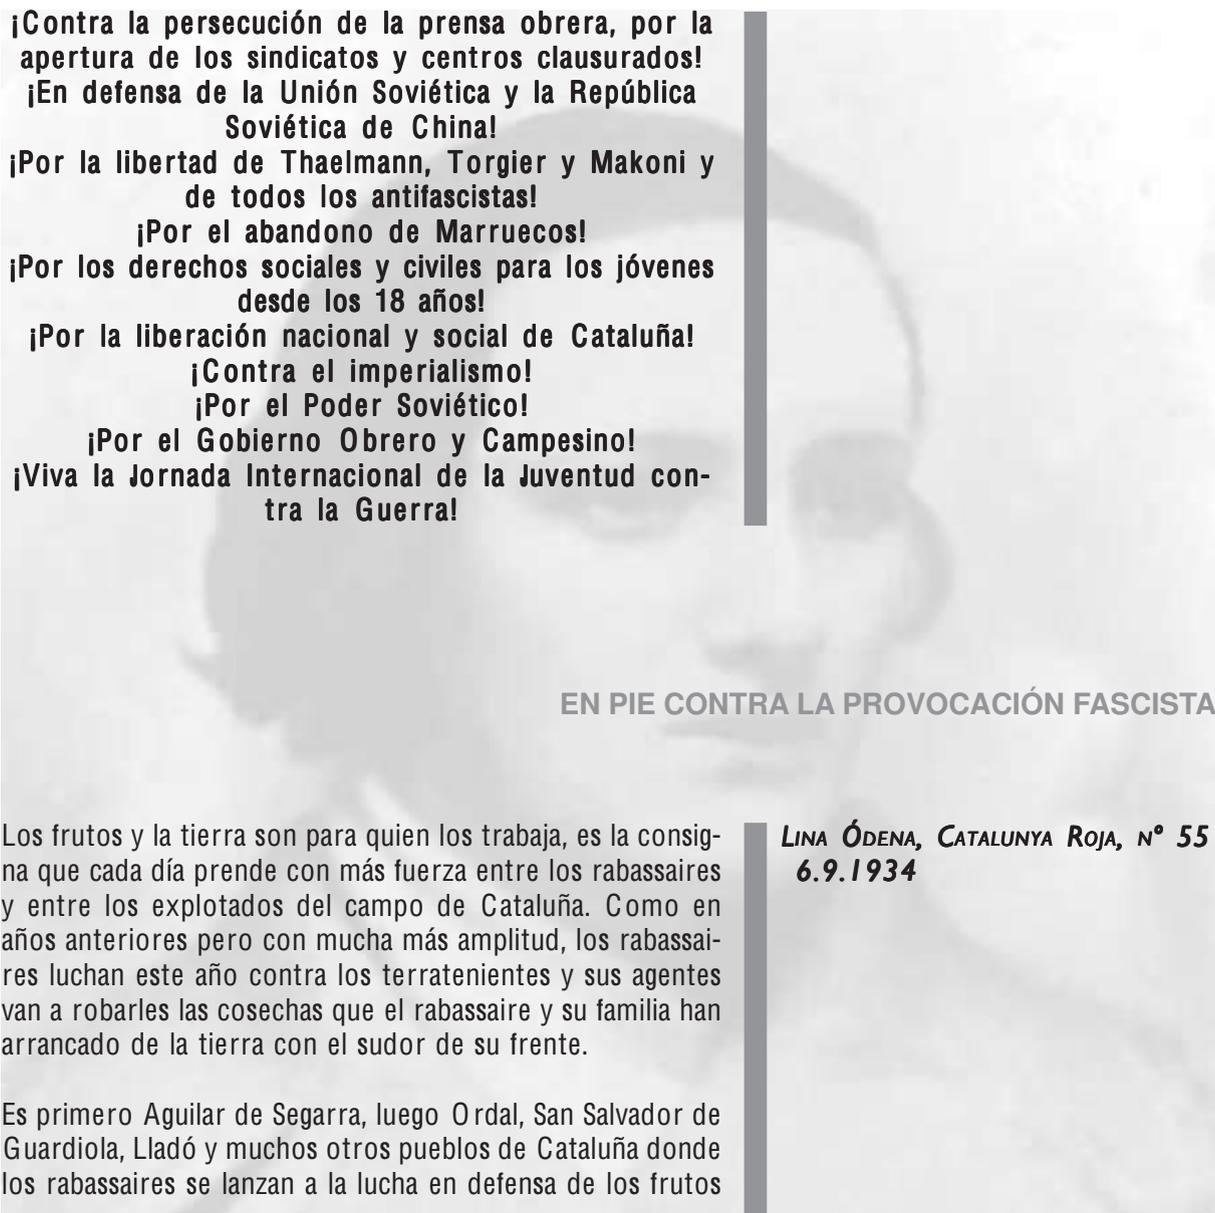 ¡Contra la persecución de la prensa obrera, por la
apertura de los sindicatos y centros clausurados!
¡En defensa de la Unión Soviética y la República
Soviética de China!
¡Por la libertad de Thaelmann, Torgier y Makoni y
de todos los antifascistas!
¡Por el abandono de Marruecos!
¡Por los derechos sociales y civiles para los jóvenes
desde los 18 años!
¡Por la liberación nacional y social de Cataluña!
¡Contra el imperialismo!
¡Por el Poder Soviético!
¡Por el Gobierno Obrero y Campesino!
¡Viva la Jornada Internacional de la Juventud con-
tra la Guerra!
EN PIE CONTRA LA PROVOCACIÓN FASCISTA
Los frutos y la tierra son para quien los trabaja, es la consig-
na que cada día prende con más fuerza entre los rabassaires
y entre los explotados del campo de Cataluña. Como en
años anteriores pero con mucha más amplitud, los rabassai-
res luchan este año contra los terratenientes y sus agentes
van a robarles las cosechas que el rabassaire y su familia han
arrancado de la tierra con el sudor de su frente.
Es primero Aguilar de Segarra, luego Ordal, San Salvador de
Guardiola, Lladó y muchos otros pueblos de Cataluña donde
los rabassaires se lanzan a la lucha en defensa de los frutos
LINA ÓDENA, CATALUNYA ROJA, Nº 55
6.9.1934